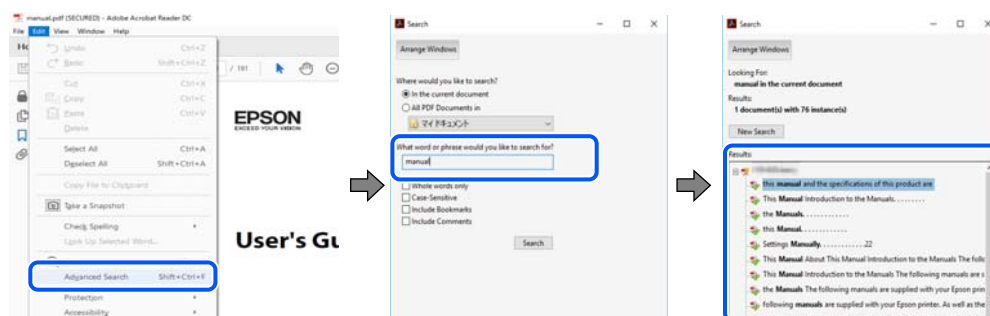 manual.pdf (SECURED) - Adobe Acrobat Reader DC
File Edit View Window Help
Undo Ctrl+Z
Redo Shift+Ctrl+Z
Cut Ctrl+X
Copy Ctrl+C
Paste Ctrl+V
Delete
Select All Ctrl+A
Deselect All Shift+Ctrl+A
Copy File to Clipboard
Take a Snapshot
Check Spelling
Look Up Selected Word...
Advanced Search Shift+Ctrl+F
Protection
Accessibility
/ 181
EPSON
EXCEED YOUR VISION
User's Gu
Search
Arrange Windows
Where would you like to search?
In the current document
All PDF Documents in
マイ ドキュメント
What word or phrase would you like to search for?
manual
Whole words only
Case-Sensitive
Include Bookmarks
Include Comments
Search
Search
Arrange Windows
Looking For:
manual in the current document
Results:
1 document(s) with 76 instance(s)
New Search
Results:
this manual and the specifications of this product are
This Manual Introduction to the Manuals. . . . . . . .
the Manuals. . . . . . . . . . . .
this Manual. . . . . . . . . . . .
Settings Manually. . . . . . . . . . . .22
This Manual About This Manual Introduction to the Manuals The follo
This Manual Introduction to the Manuals The following manuals are s
the Manuals The following manuals are supplied with your Epson prin
following manuals are supplied with your Epson printer. As well as the